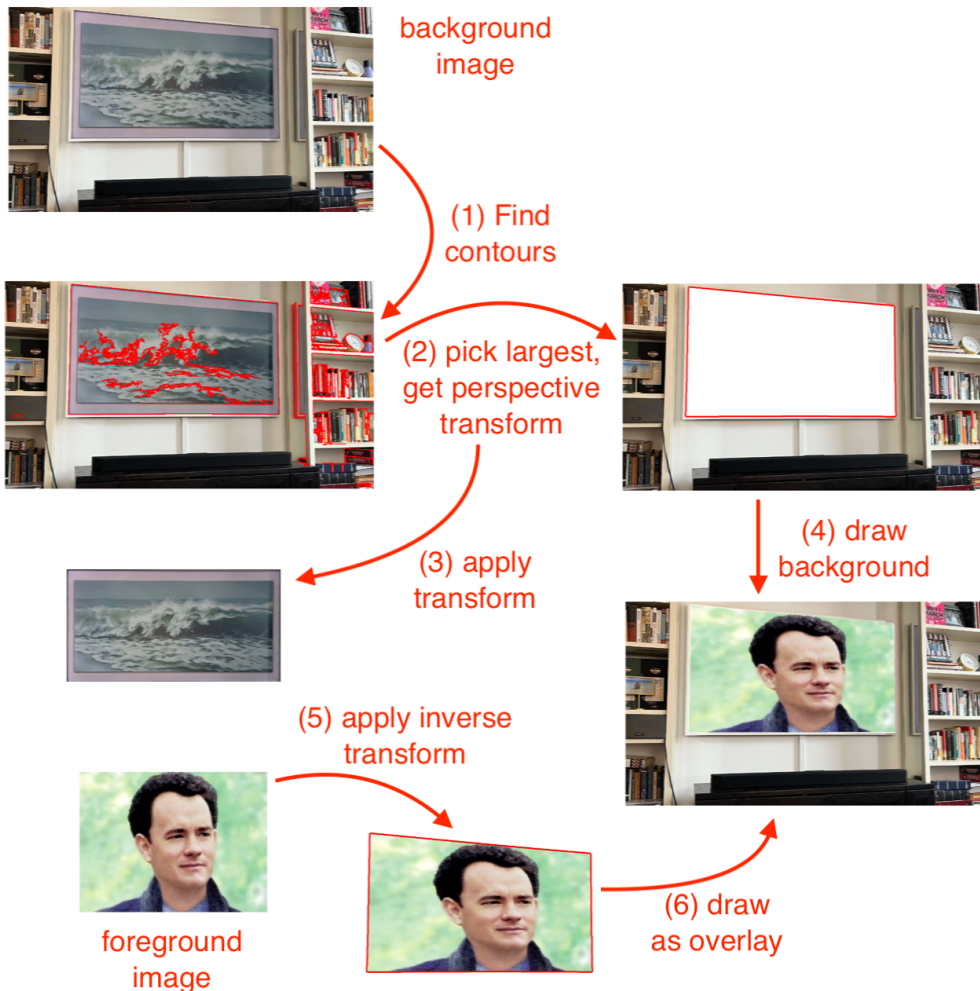 background
image
(1) Find
contours
(2) pick largest,
get perspective
transform
(3) apply
transform
(4) draw
background
(5) apply inverse
transform
(6) draw
as overlay
foreground
image